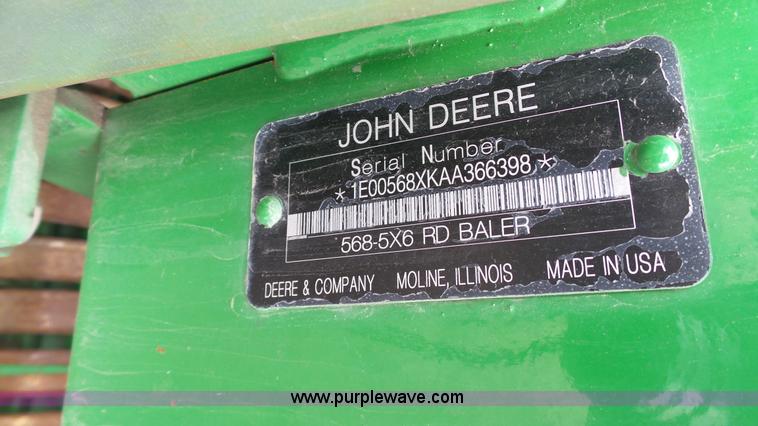 JOHN DEERE
Serial Number
*1E00568XKAA366398*
568-5X6 RD BALER
DEERE & COMPANY MOLINE, ILLINOIS MADE IN USA
www.purplewave.com